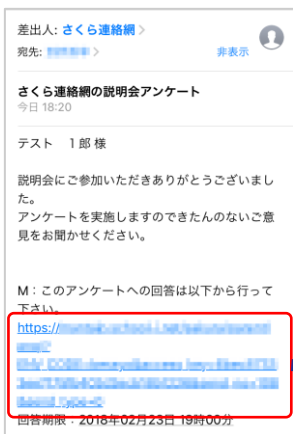 差出人: さくら連絡網
宛先:
非表示
さくら連絡網の説明会アンケート
今日 18:20
テスト 1郎 様
説明会にご参加いただきありがとうございまし
た。
アンケートを実施しますのできたんのないご意
見をお聞かせください。
M：このアンケートへの回答は以下から行って
下さい。
https://
回答期限：2018年02月23日 19時00分